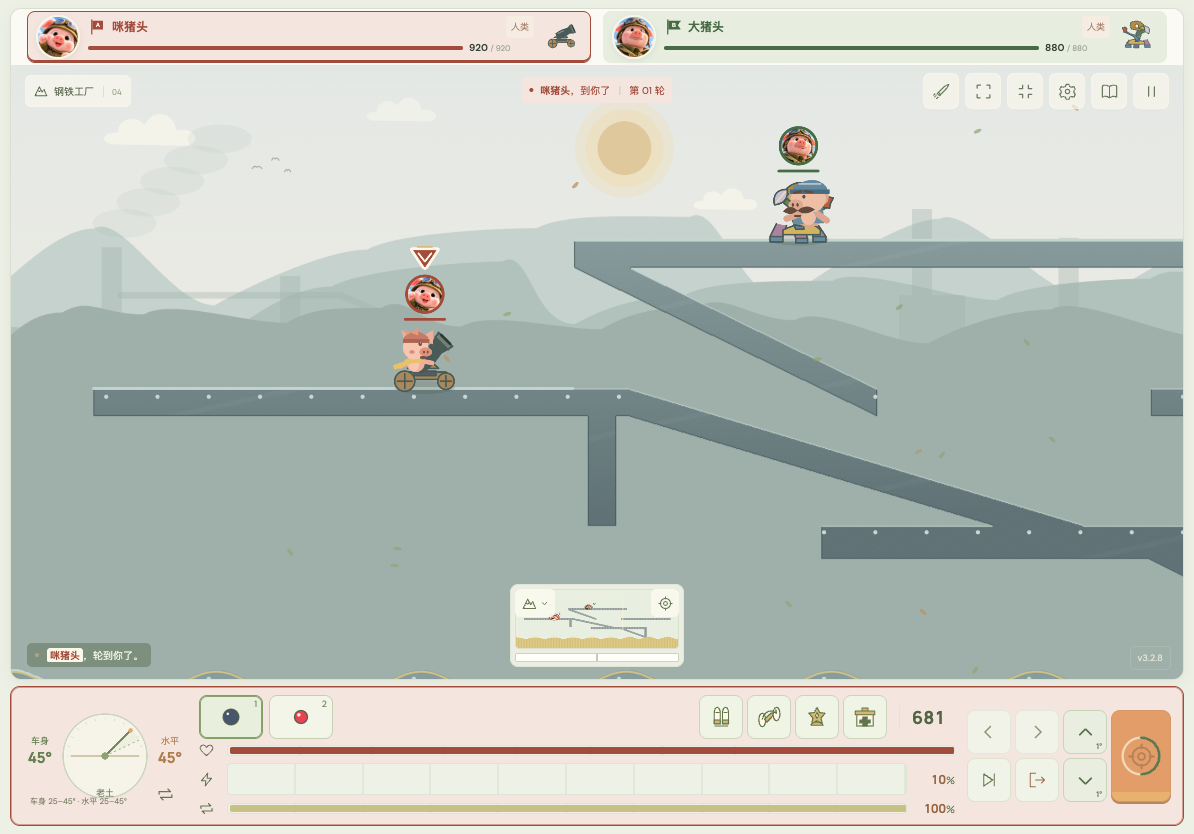 咪猪头
人类
920 / 920
大猪头
人类
880 / 880
钢铁工厂 04
咪猪头，到你了 第 01 轮
咪猪头，轮到你了。
v3.2.8
车身
45°
水平
45°
老土
车身 25–45° · 水平 25–45°
1
2
681
10%
100%
1°
1°